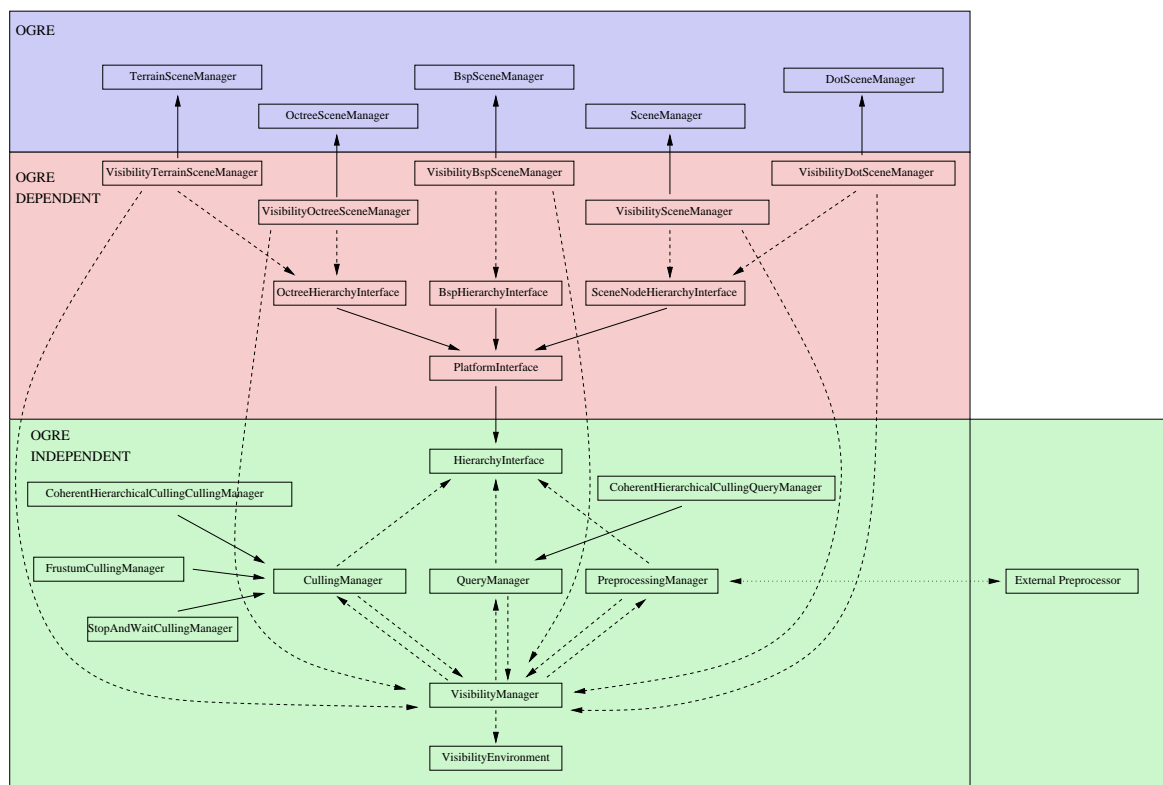 OGRE
TerrainSceneManager
BspSceneManager
DotSceneManager
OctreeSceneManager
SceneManager
OGRE
DEPENDENT
VisibilityTerrainSceneManager
VisibilityBspSceneManager
VisibilityDotSceneManager
VisibilityOctreeSceneManager
VisibilitySceneManager
OctreeHierarchyInterface
BspHierarchyInterface
SceneNodeHierarchyInterface
PlatformInterface
OGRE
INDEPENDENT
HierarchyInterface
CoherentHierarchicalCullingCullingManager
CoherentHierarchicalCullingQueryManager
FrustumCullingManager
CullingManager
QueryManager
PreprocessingManager
External Preprocessor
StopAndWaitCullingManager
VisibilityManager
VisibilityEnvironment